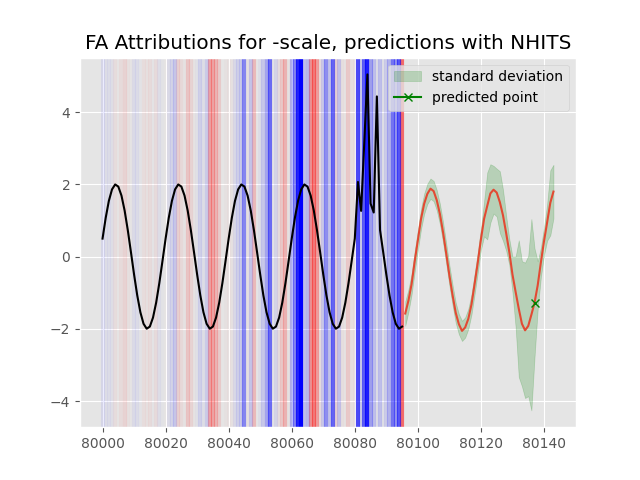 FA Attributions for -scale, predictions with NHITS
standard deviation
predicted point
4
2
0
−2
−4
80000 80020 80040 80060 80080 80100 80120 80140